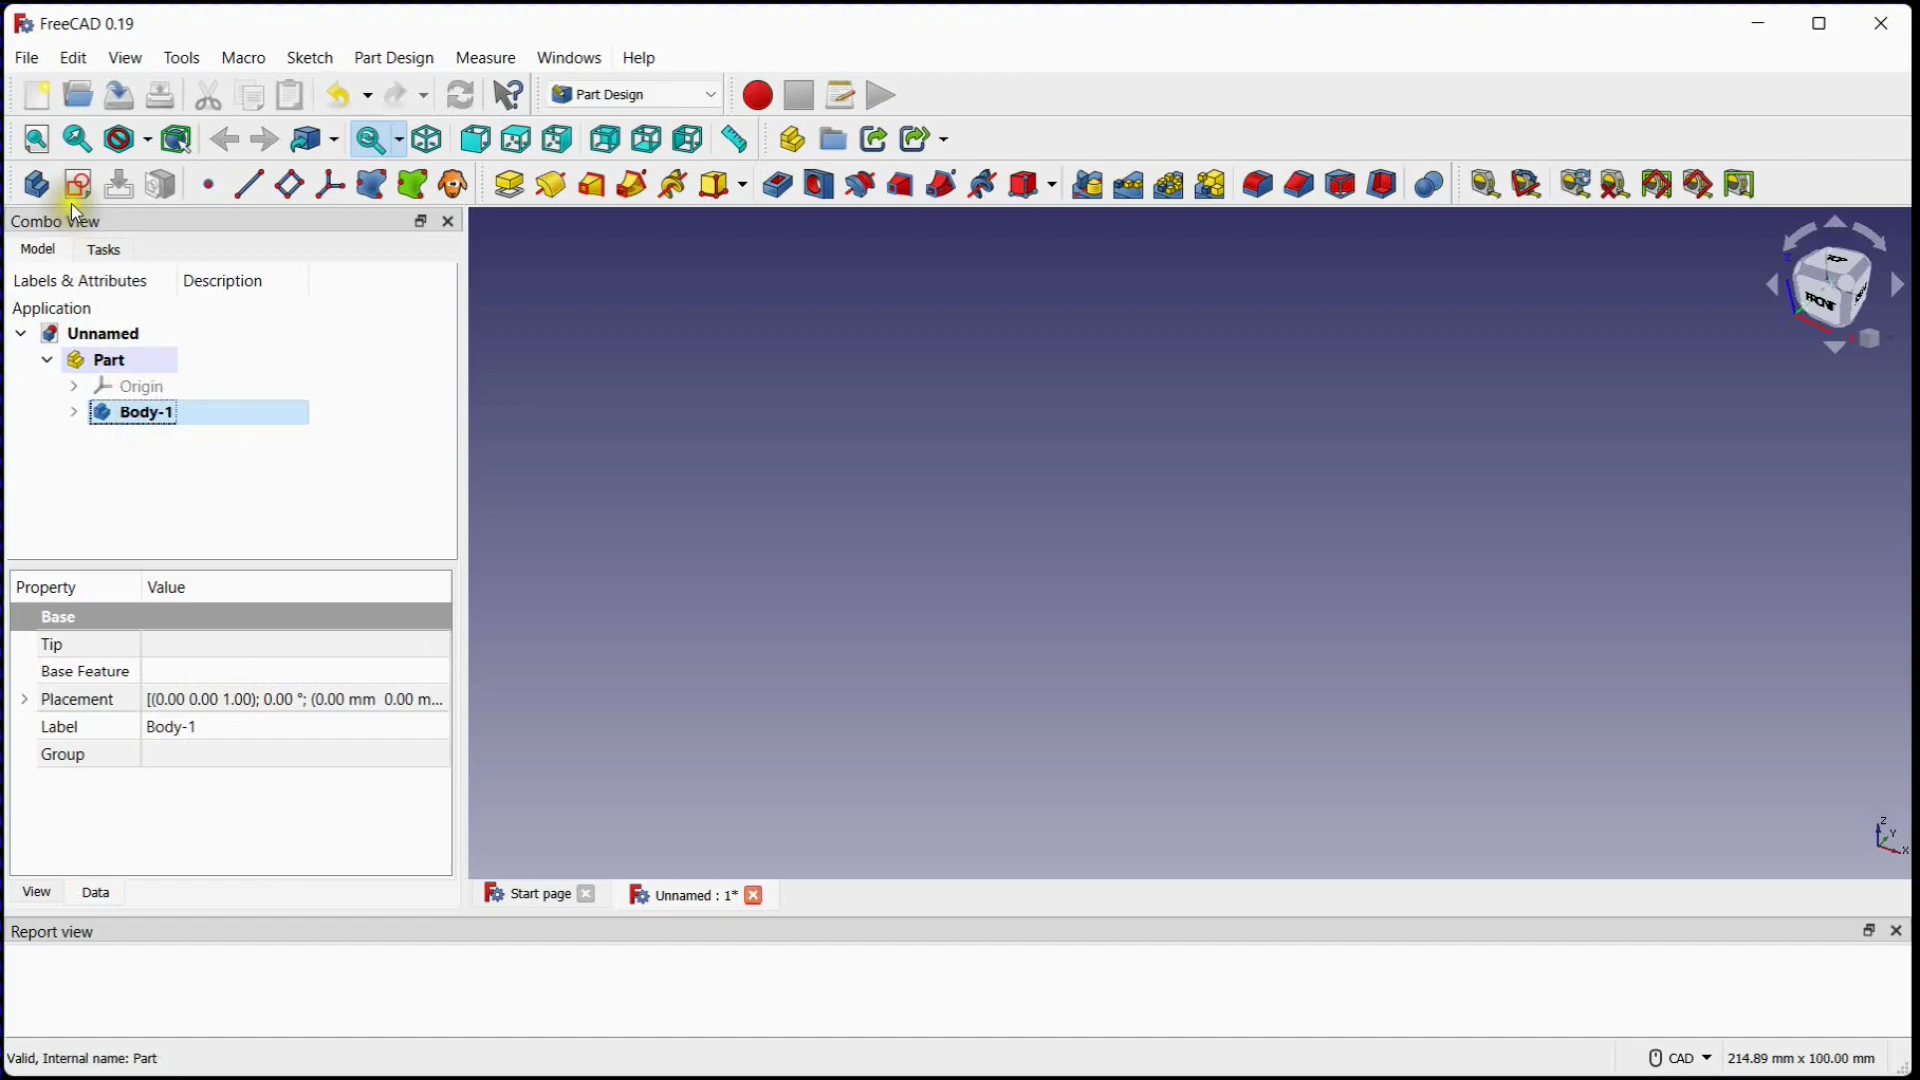 FreeCAD 0.19
File Edit View Tools Macro Sketch Part Design Measure Windows Help
Part Design
Combo View
Model Tasks
Labels & Attributes Description
Application
Unnamed
Part
Origin
Body-1
TOP
FRONT
Property Value
Base
Tip
Base Feature
Placement [(0.00 0.00 1.00); 0.00 °; (0.00 mm 0.00 m...
Label Body-1
Group
Z
Y
X
View Data
Start page Unnamed : 1*
Report view
Valid, Internal name: Part
CAD 214.89 mm x 100.00 mm